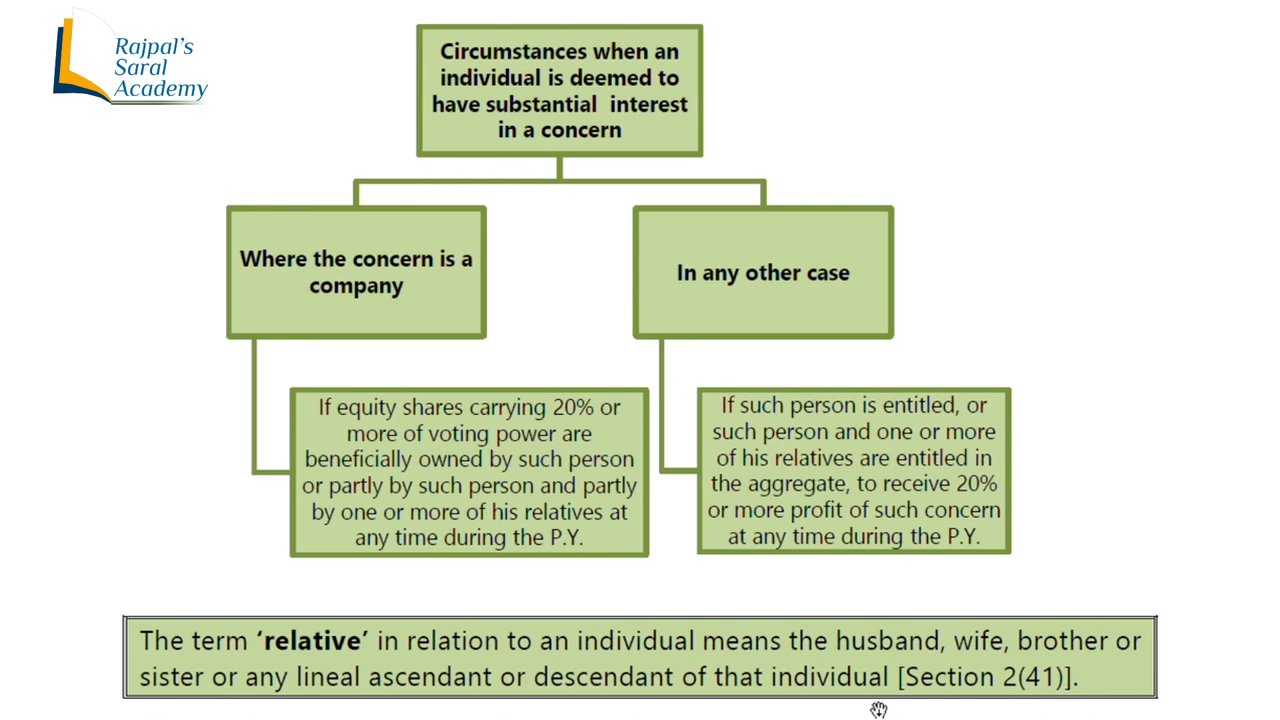 Rajpal's
Saral
Academy
Circumstances when an
individual is deemed to
have substantial interest
in a concern
Where the concern is a
company
In any other case
If equity shares carrying 20% or
more of voting power are
beneficially owned by such person
or partly by such person and partly
by one or more of his relatives at
any time during the P.Y.
If such person is entitled, or
such person and one or more
of his relatives are entitled in
the aggregate, to receive 20%
or more profit of such concern
at any time during the P.Y.
The term ‘relative’ in relation to an individual means the husband, wife, brother or
sister or any lineal ascendant or descendant of that individual [Section 2(41)].